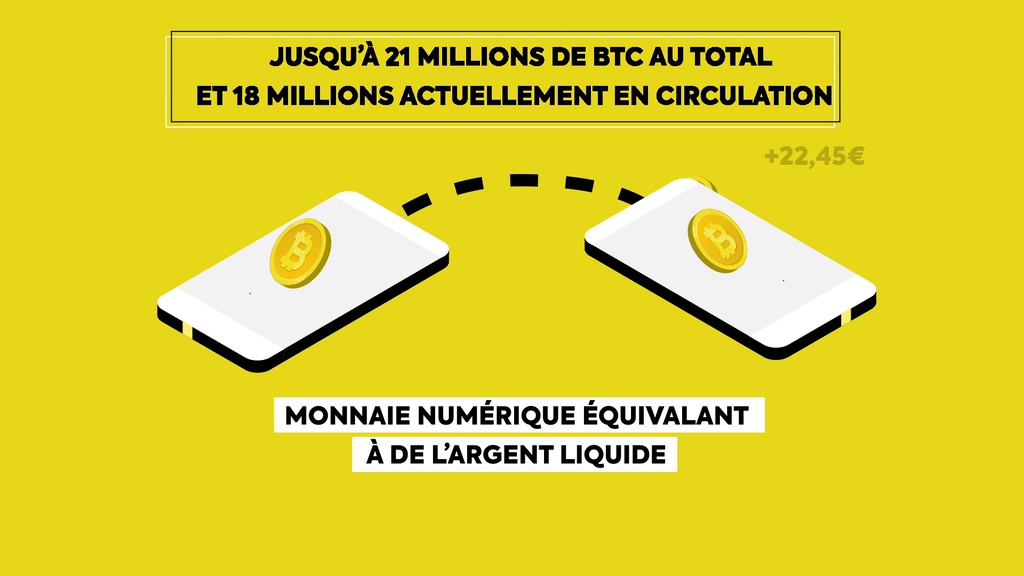 JUSQU'À 21 MILLIONS DE BTC AU TOTAL
ET 18 MILLIONS ACTUELLEMENT EN CIRCULATION
+22,45€
MONNAIE NUMÉRIQUE ÉQUIVALANT
À DE L'ARGENT LIQUIDE